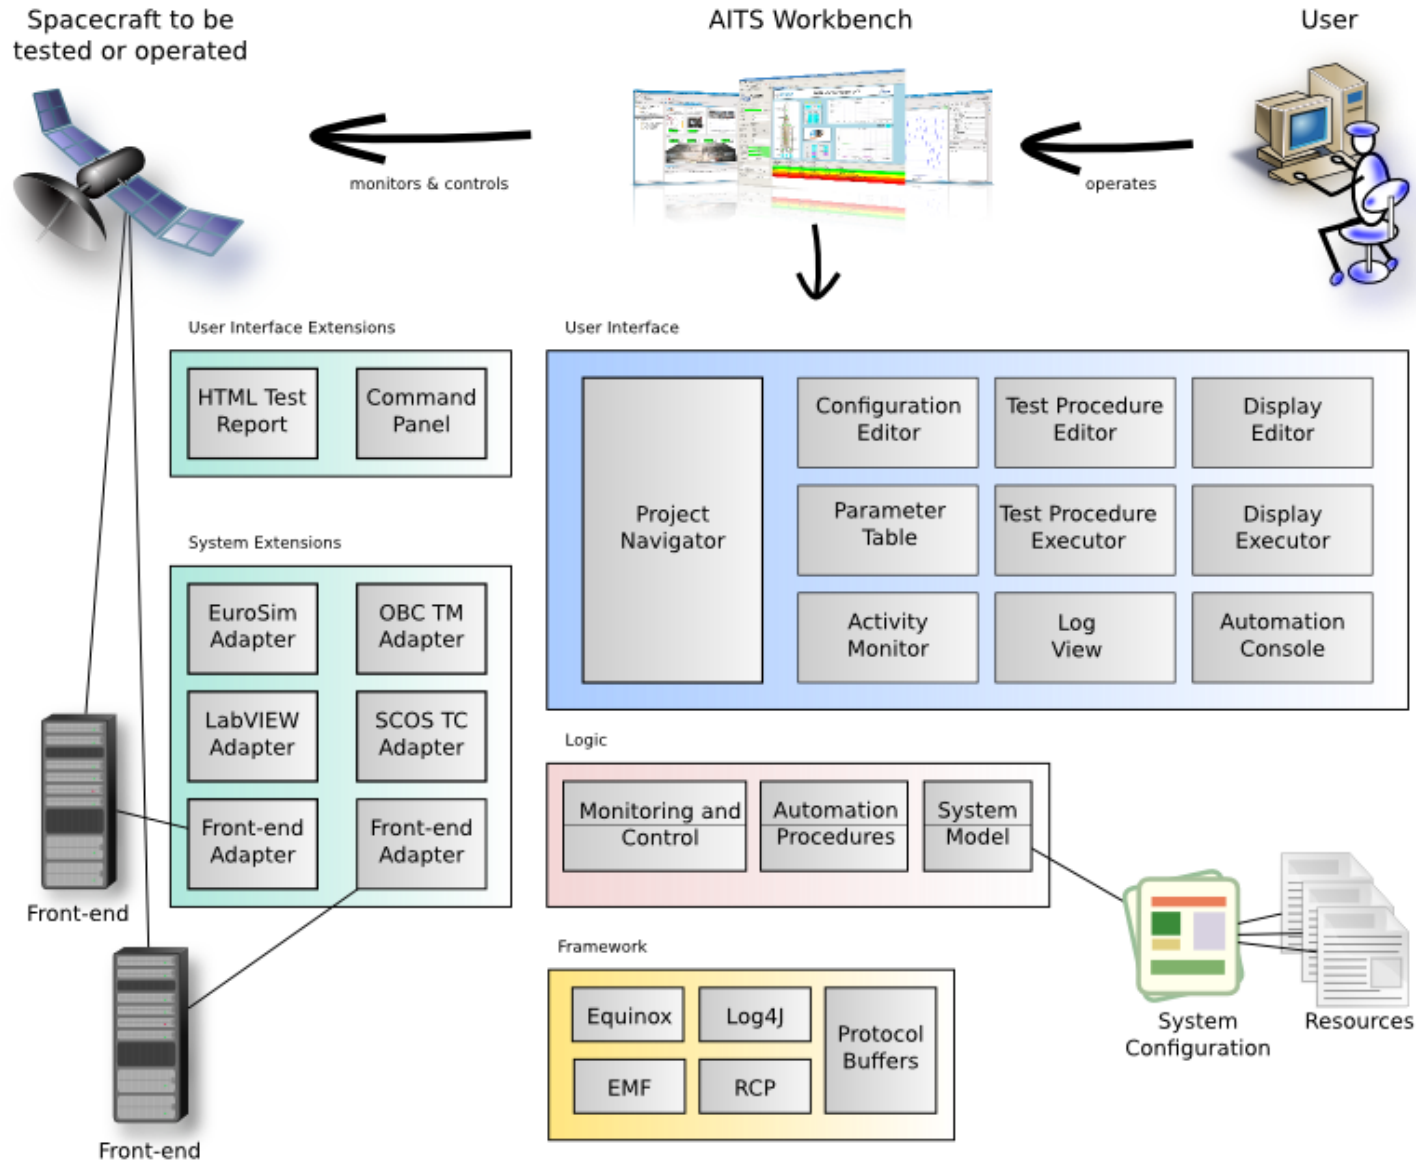 Spacecraft to be
tested or operated
AITS Workbench
User
monitors & controls
operates
User Interface Extensions
HTML Test
Report
Command
Panel
System Extensions
EuroSim
Adapter
OBC TM
Adapter
LabVIEW
Adapter
SCOS TC
Adapter
Front-end
Adapter
Front-end
Adapter
Front-end
Front-end
User Interface
Project
Navigator
Configuration
Editor
Test Procedure
Editor
Display
Editor
Parameter
Table
Test Procedure
Executor
Display
Executor
Activity
Monitor
Log
View
Automation
Console
Logic
Monitoring and
Control
Automation
Procedures
System
Model
Framework
Equinox
Log4J
Protocol
Buffers
EMF
RCP
System
Configuration
Resources